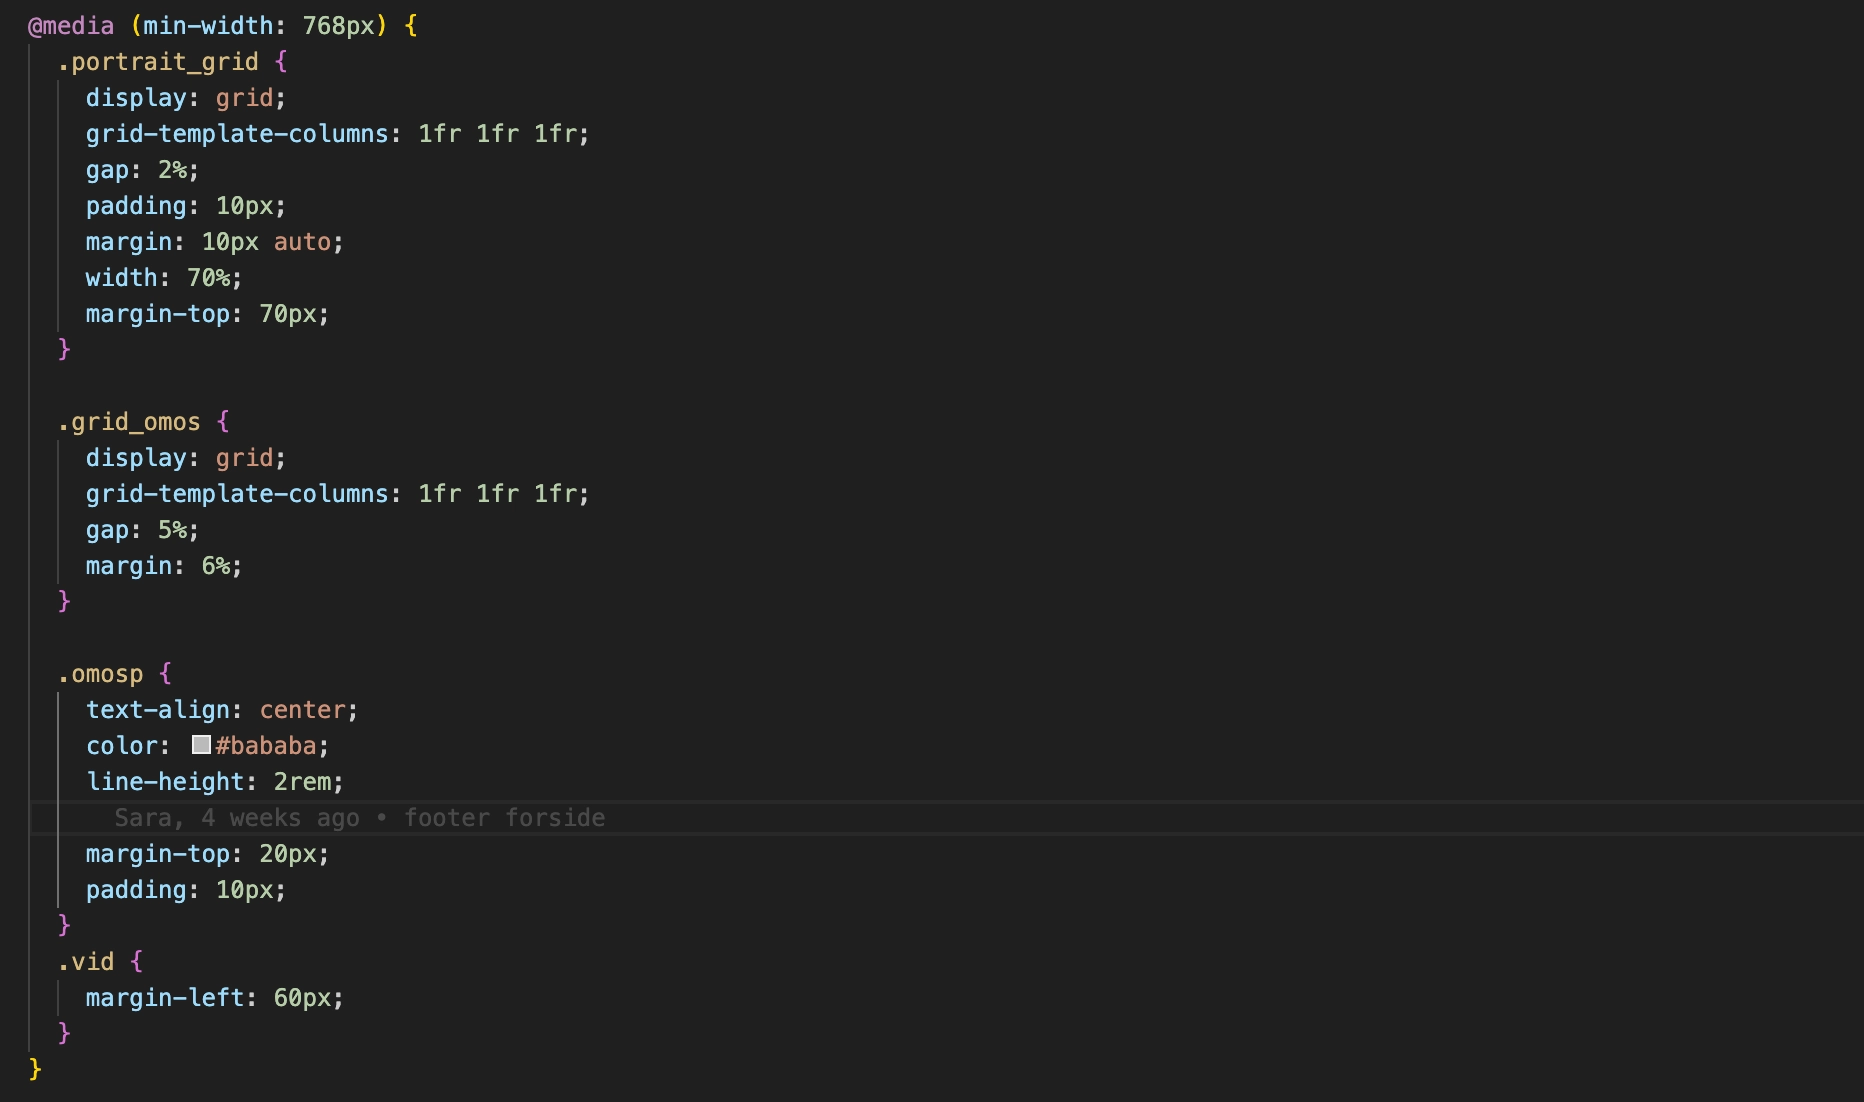 @media (min-width: 768px) {
  .portrait_grid {
    display: grid;
    grid-template-columns: 1fr 1fr 1fr;
    gap: 2%;
    padding: 10px;
    margin: 10px auto;
    width: 70%;
    margin-top: 70px;
  }

  .grid_omos {
    display: grid;
    grid-template-columns: 1fr 1fr 1fr;
    gap: 5%;
    margin: 6%;
  }

  .omosp {
    text-align: center;
    color: #bababa;
    line-height: 2rem;
      Sara, 4 weeks ago • footer forside
    margin-top: 20px;
    padding: 10px;
  }
  .vid {
    margin-left: 60px;
  }
}